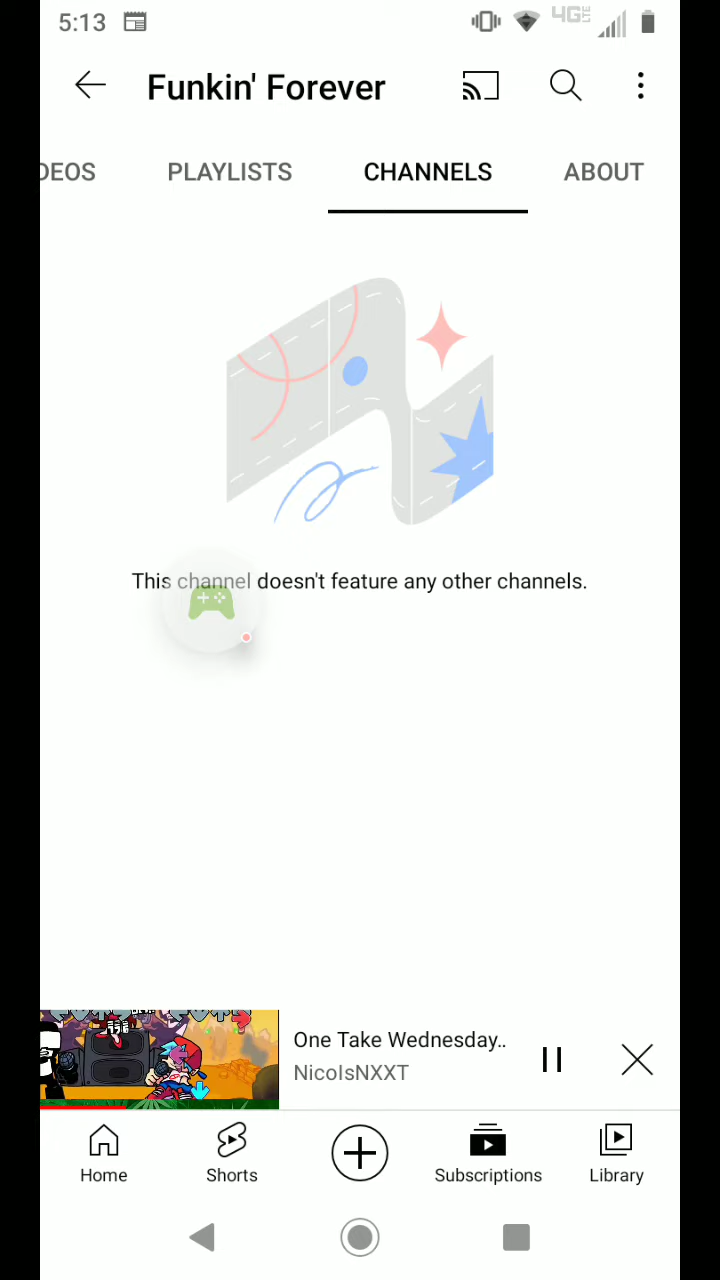 5:13
4G LTE
Funkin' Forever
DEOS PLAYLISTS CHANNELS ABOUT
This channel doesn't feature any other channels.
One Take Wednesday..
NicoIsNXXT
Home Shorts Subscriptions Library